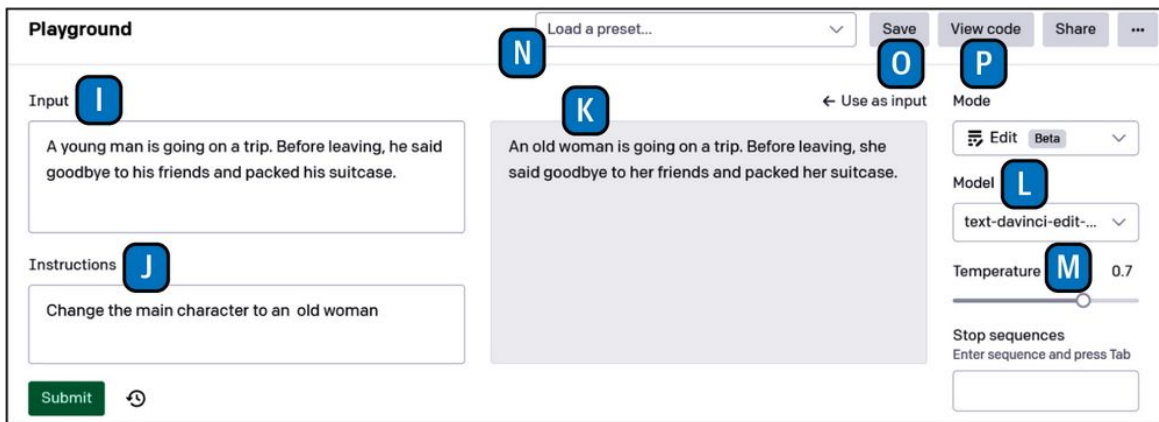 Playground
Load a preset...
Save
View code
Share
...
N
O
P
Input
I
K
← Use as input
Mode
A young man is going on a trip. Before leaving, he said
goodbye to his friends and packed his suitcase.
An old woman is going on a trip. Before leaving, she
said goodbye to her friends and packed her suitcase.
Edit Beta
Model
L
text-davinci-edit-...
Instructions
J
Temperature
M
0.7
Change the main character to an old woman
Stop sequences
Enter sequence and press Tab
Submit